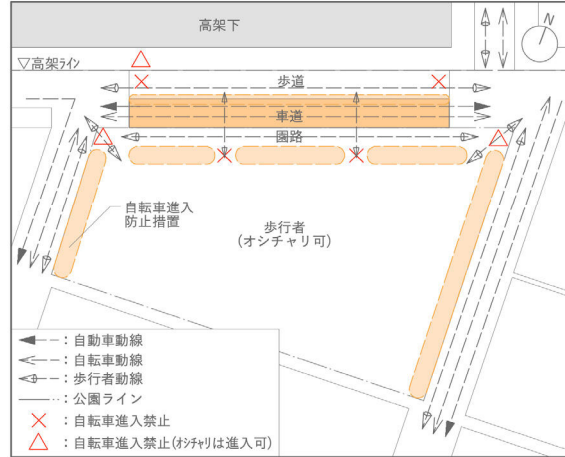 高架下
N
▽高架ライン
歩道
車道
園路
自転車進入
防止措置
歩行者
(オシチャリ可)
：自動車動線
：自転車動線
：歩行者動線
：公園ライン
：自転車進入禁止
：自転車進入禁止(オシチャリは進入可)